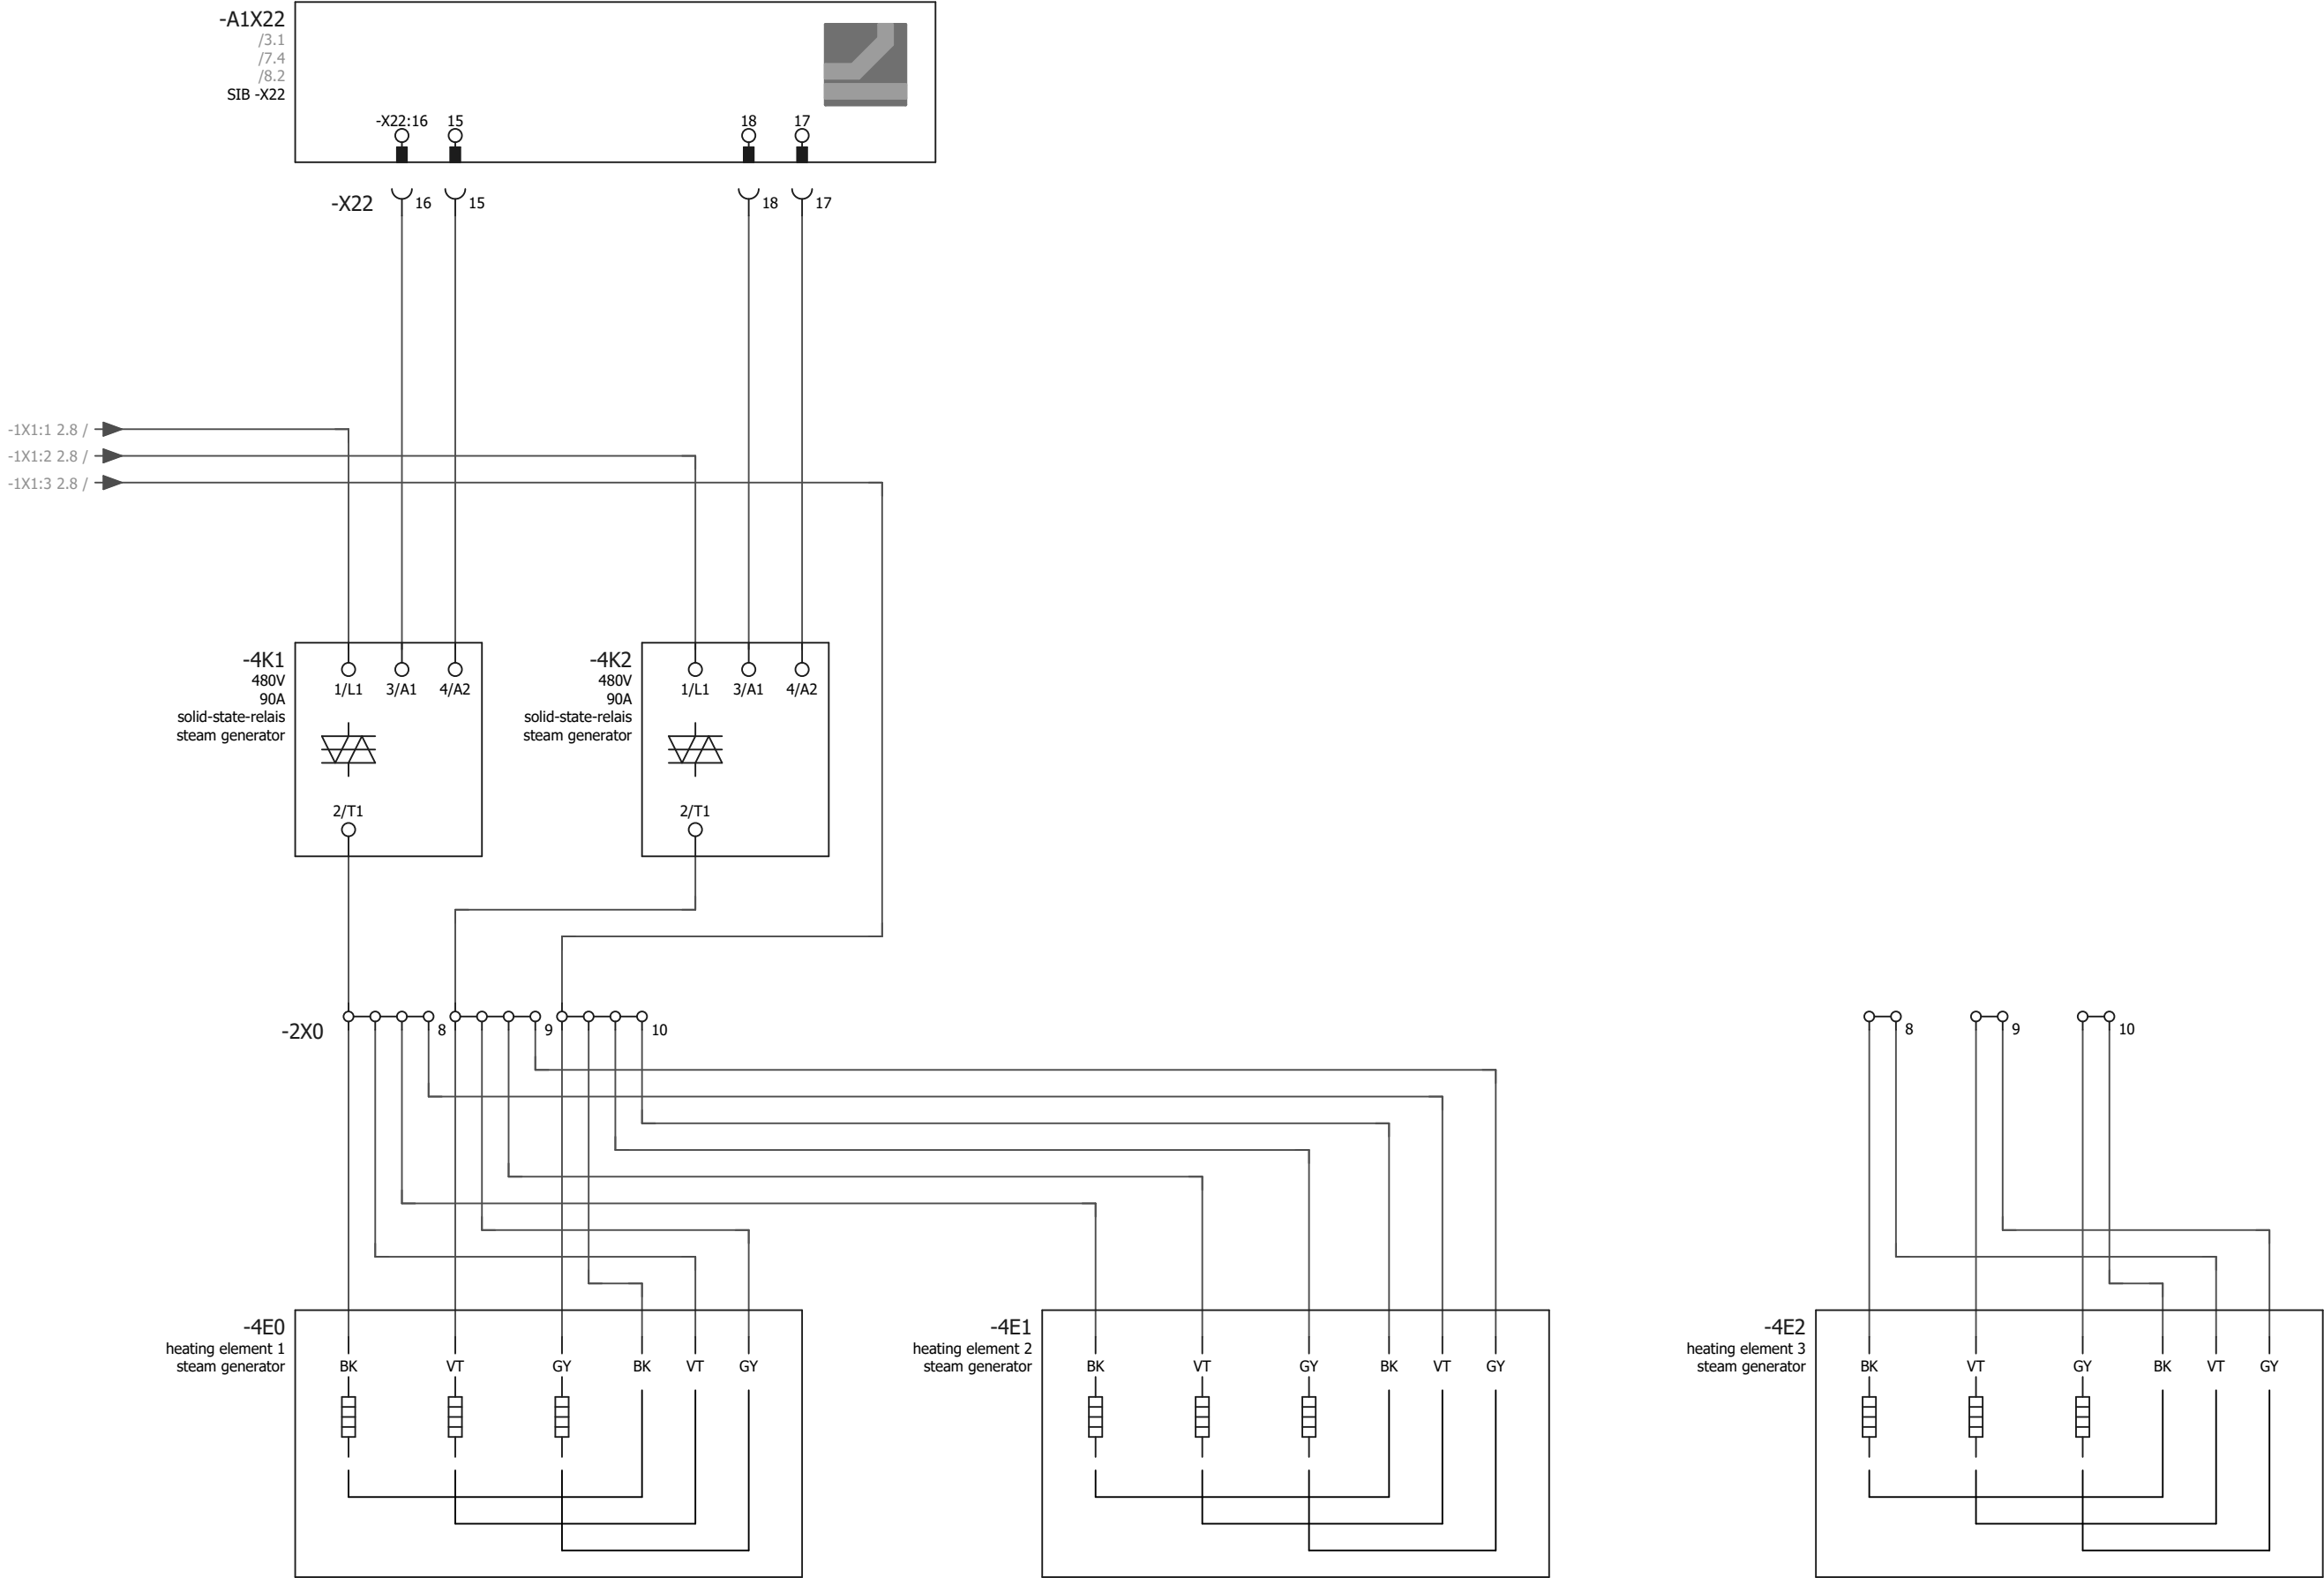 -A1X22
/3.1
/7.4
/8.2
SIB -X22
-X22:16 15 18 17
-X22 16 15 18 17
-1X1:1 2.8 /
-1X1:2 2.8 /
-1X1:3 2.8 /
-4K1
480V
90A
solid-state-relais
steam generator
1/L1 3/A1 4/A2
2/T1
-4K2
480V
90A
solid-state-relais
steam generator
1/L1 3/A1 4/A2
2/T1
-2X0 8 9 10
8 9 10
-4E0
heating element 1
steam generator
BK VT GY BK VT GY
-4E1
heating element 2
steam generator
BK VT GY BK VT GY
-4E2
heating element 3
steam generator
BK VT GY BK VT GY